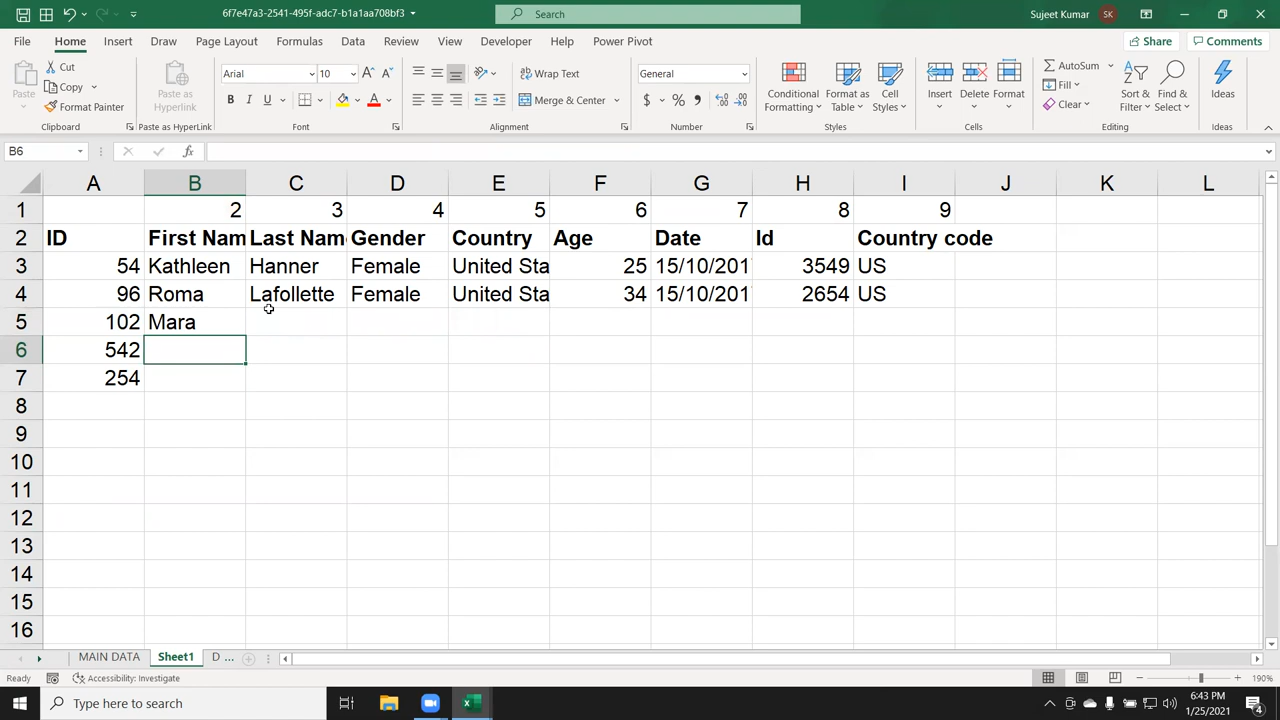 6f7e47a3-2541-495f-adc7-b1a1aa708bf3
Search
Sujeet Kumar SK
File Home Insert Draw Page Layout Formulas Data Review View Developer Help Power Pivot Share Comments
Paste Cut Copy Format Painter Clipboard
Paste as Hyperlink Paste as HyperLink
Arial 10 B I U A Font
Wrap Text Merge & Center Alignment
General $ % Number
Conditional Formatting Format as Table Cell Styles Styles
Insert Delete Format Cells
AutoSum Fill Clear Sort & Filter Find & Select Editing
Ideas Ideas
B6 fx
A B C D E F G H I J K L
1 2 3 4 5 6 7 8 9
2 ID First Nam Last Nam Gender Country Age Date Id Country code
3 54 Kathleen Hanner Female United Sta 25 15/10/201 3549 US
4 96 Roma Lafollette Female United Sta 34 15/10/201 2654 US
5 102 Mara
6 542
7 254
8
9
10
11
12
13
14
15
16
MAIN DATA Sheet1 D ...
Ready Accessibility: Investigate 190%
Type here to search
6:43 PM
1/25/2021
4